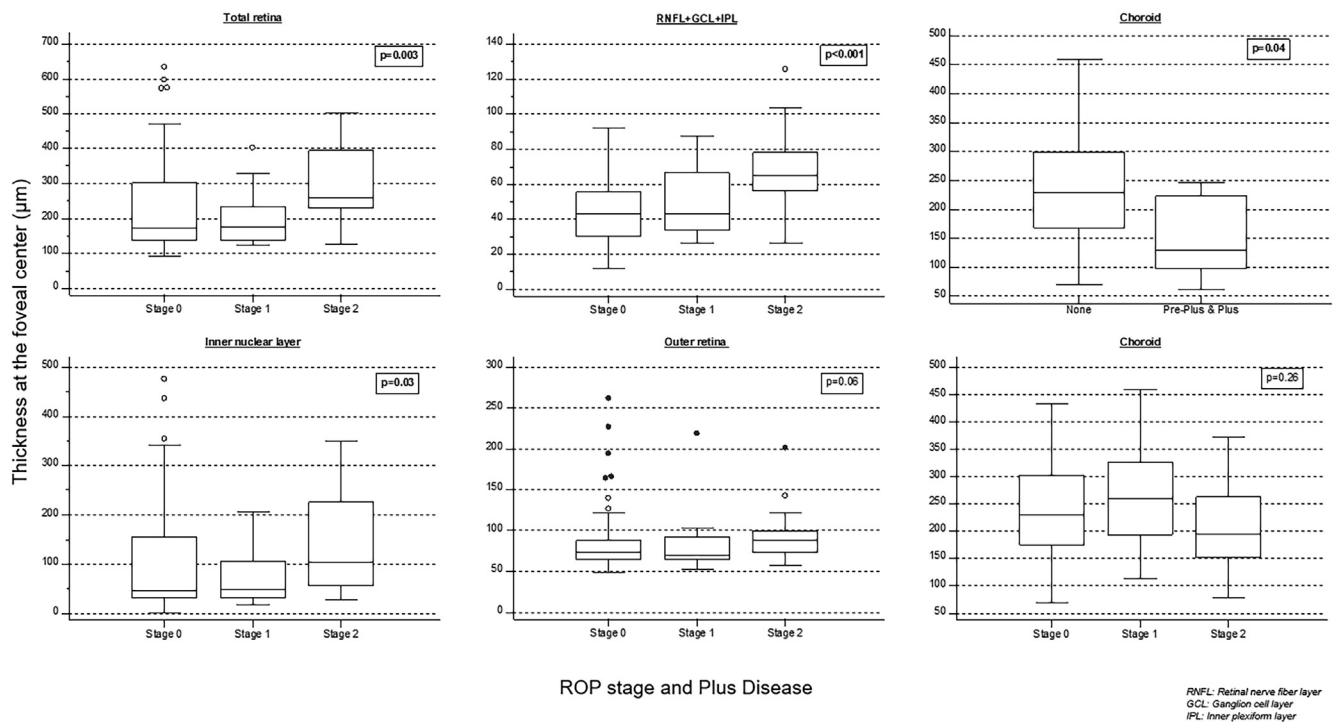 Total retina
700
600
500
400
300
200
100
0
p=0.003
Stage 0 Stage 1 Stage 2
RNFL+GCL+IPL
140
120
100
80
60
40
20
0
p<0.001
Stage 0 Stage 1 Stage 2
Choroid
500
450
400
350
300
250
200
150
100
50
p=0.04
None Pre-Plus & Plus
Thickness at the foveal center (µm)
Inner nuclear layer
500
400
300
200
100
0
p=0.03
Stage 0 Stage 1 Stage 2
Outer retina
300
250
200
150
100
50
0
p=0.06
Stage 0 Stage 1 Stage 2
Choroid
500
450
400
350
300
250
200
150
100
50
p=0.26
Stage 0 Stage 1 Stage 2
ROP stage and Plus Disease
RNFL: Retinal nerve fiber layer
GCL: Ganglion cell layer
IPL: Inner plexiform layer